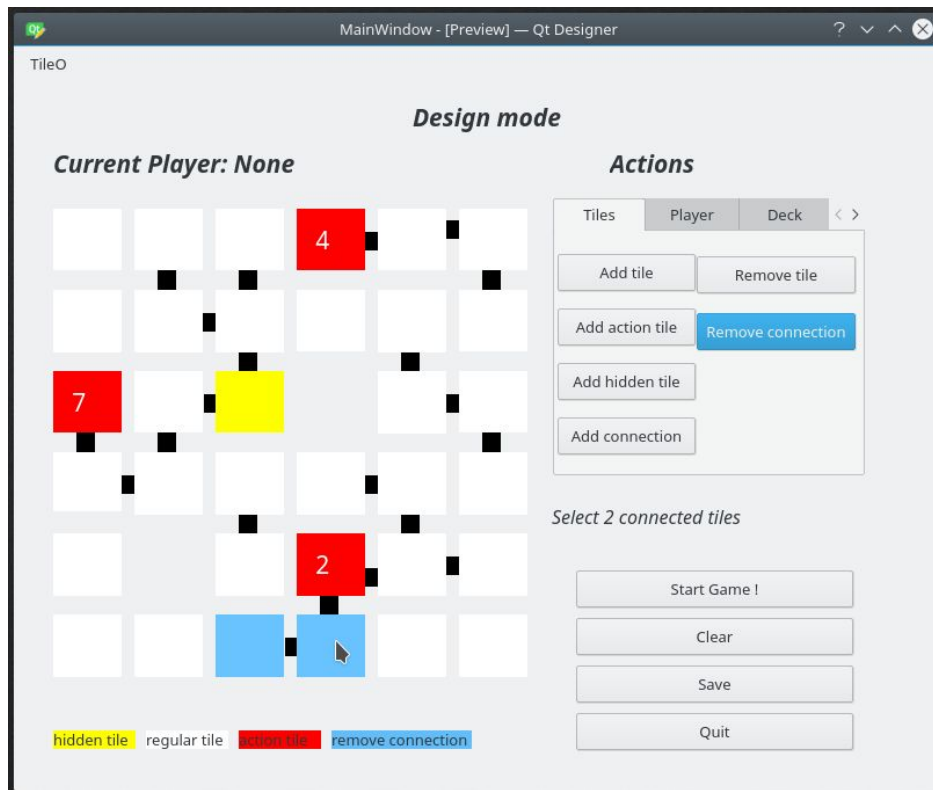 MainWindow - [Preview] — Qt Designer
TileO
Design mode
Current Player: None
Actions
4
7
2
Tiles Player Deck
Add tile Remove tile
Add action tile Remove connection
Add hidden tile
Add connection
Select 2 connected tiles
Start Game !
Clear
Save
Quit
hidden tile regular tile action tile remove connection